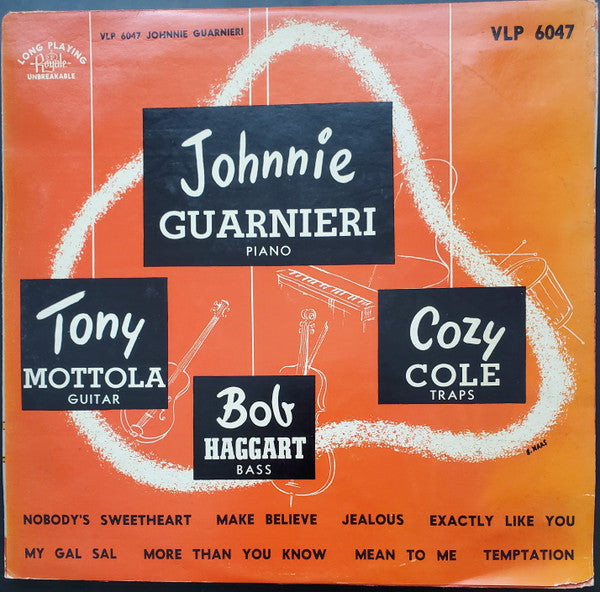 LONG PLAYING
Royale
UNBREAKABLE
VLP 6047 JOHNNIE GUARNIERI
VLP 6047
Johnnie
GUARNIERI
PIANO
Tony
MOTTOLA
GUITAR
Cozy
COLE
TRAPS
Bob
HAGGART
BASS
E. HAAS
NOBODY'S SWEETHEART MAKE BELIEVE JEALOUS EXACTLY LIKE YOU
MY GAL SAL MORE THAN YOU KNOW MEAN TO ME TEMPTATION